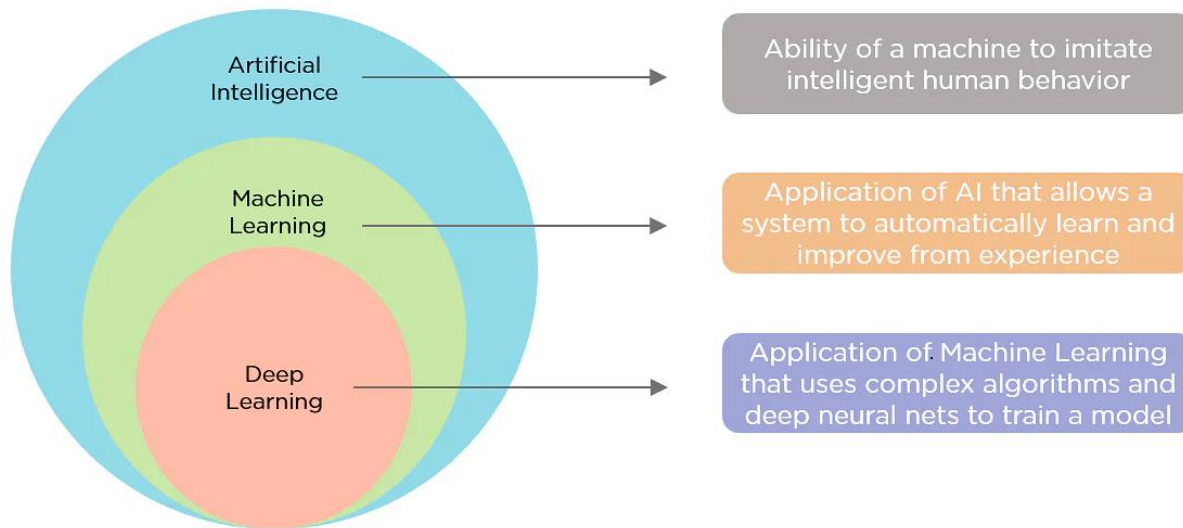 Artificial
Intelligence
Ability of a machine to imitate
intelligent human behavior
Machine
Learning
Application of AI that allows a
system to automatically learn and
improve from experience
Deep
Learning
Application of Machine Learning
that uses complex algorithms and
deep neural nets to train a model